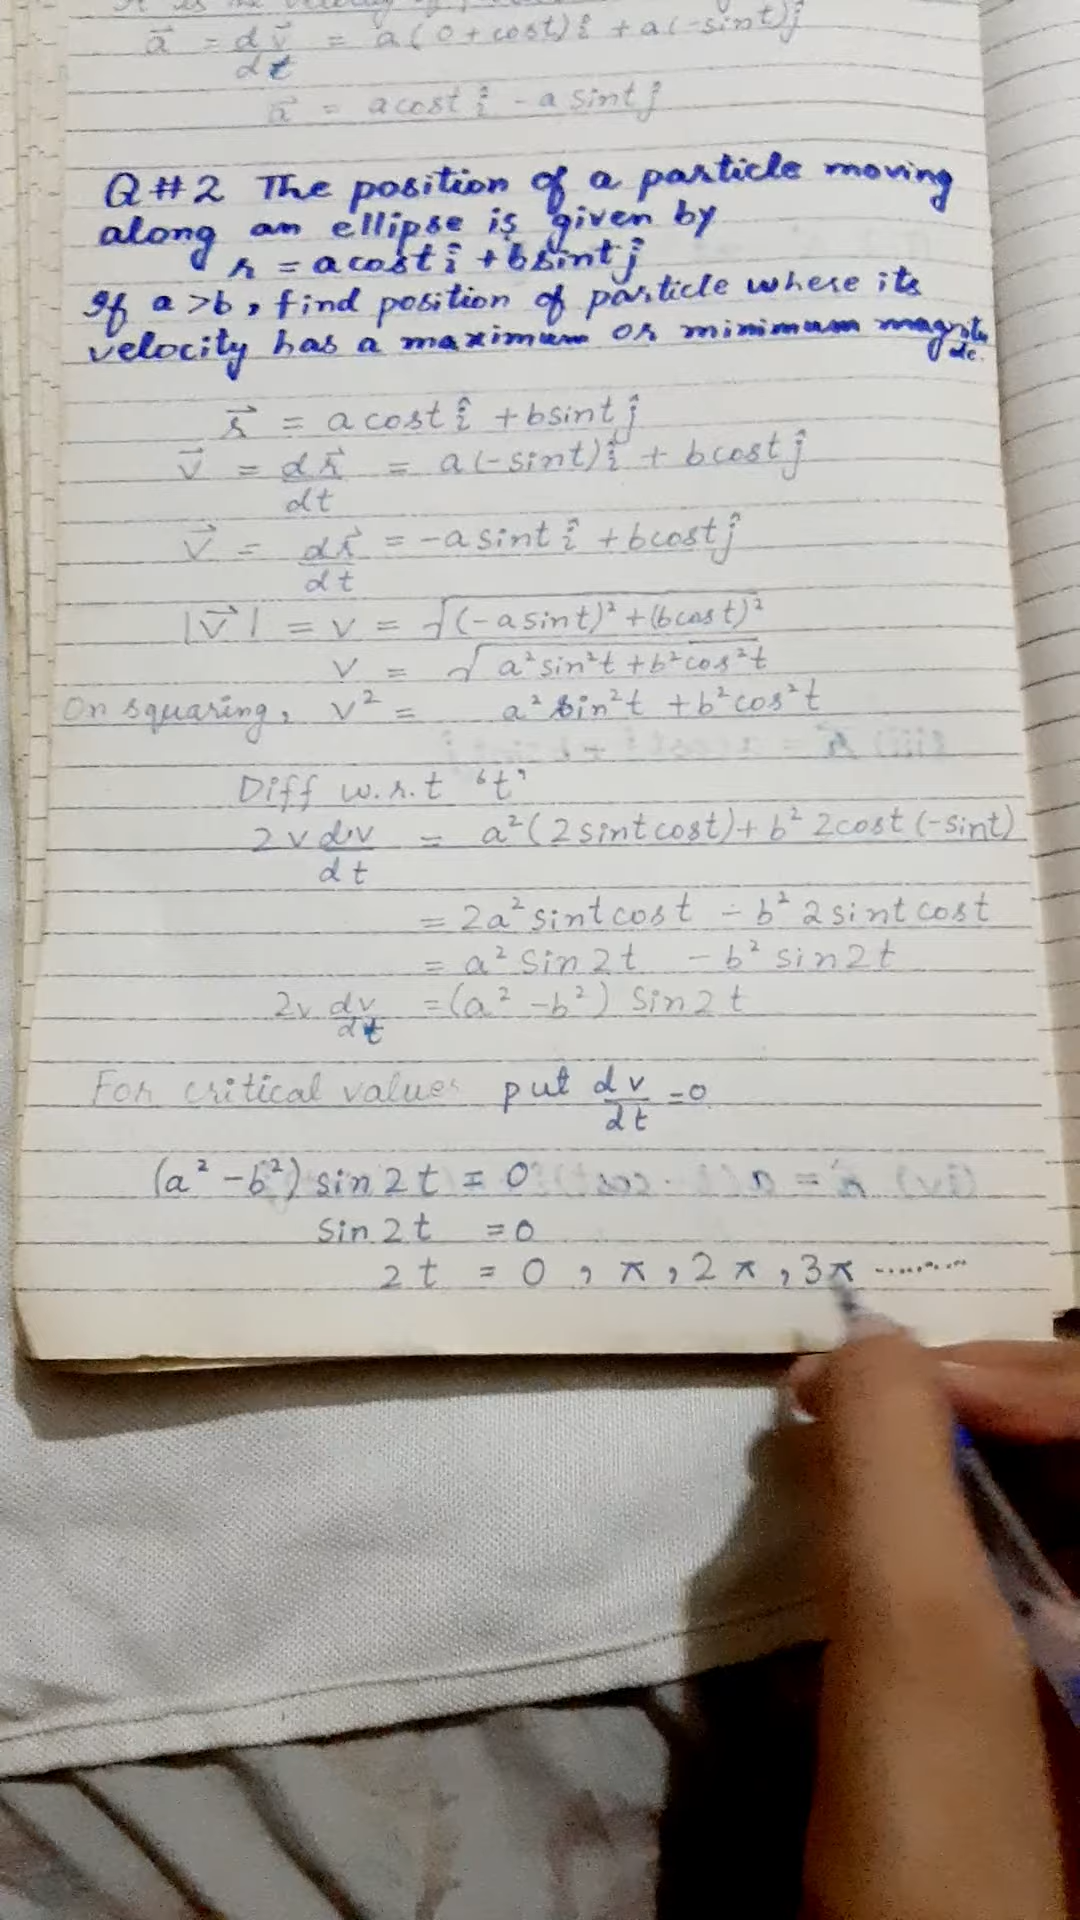 a⃗ = dv⃗/dt = a(0+cost)î + a(-sint)ĵ
a⃗ = acost î - a sint ĵ
Q#2 The position of a particle moving
along an ellipse is given by
r = acost î + bsint ĵ
If a>b, find position of particle where its
velocity has a maximum or minimum magnitude.
r⃗ = acost î + bsint ĵ
v⃗ = dr⃗/dt = a(-sint)î + bcost ĵ
v⃗ = dr⃗/dt = -asint î + bcost ĵ
|v⃗| = v = √(-asint)² + (bcost)²
v = √a²sin²t + b²cos²t
On squaring, v² = a²sin²t + b²cos²t
Diff w.r.t 't'
2v dv/dt = a²(2sintcost) + b² 2cost(-sint)
= 2a²sintcost - b²2sintcost
= a² Sin2t - b² sin2t
2v dv/dt = (a² - b²) Sin2t
For critical values put dv/dt = 0
(a² - b²) sin2t = 0
Sin2t = 0
2t = 0, π, 2π, 3π ..........